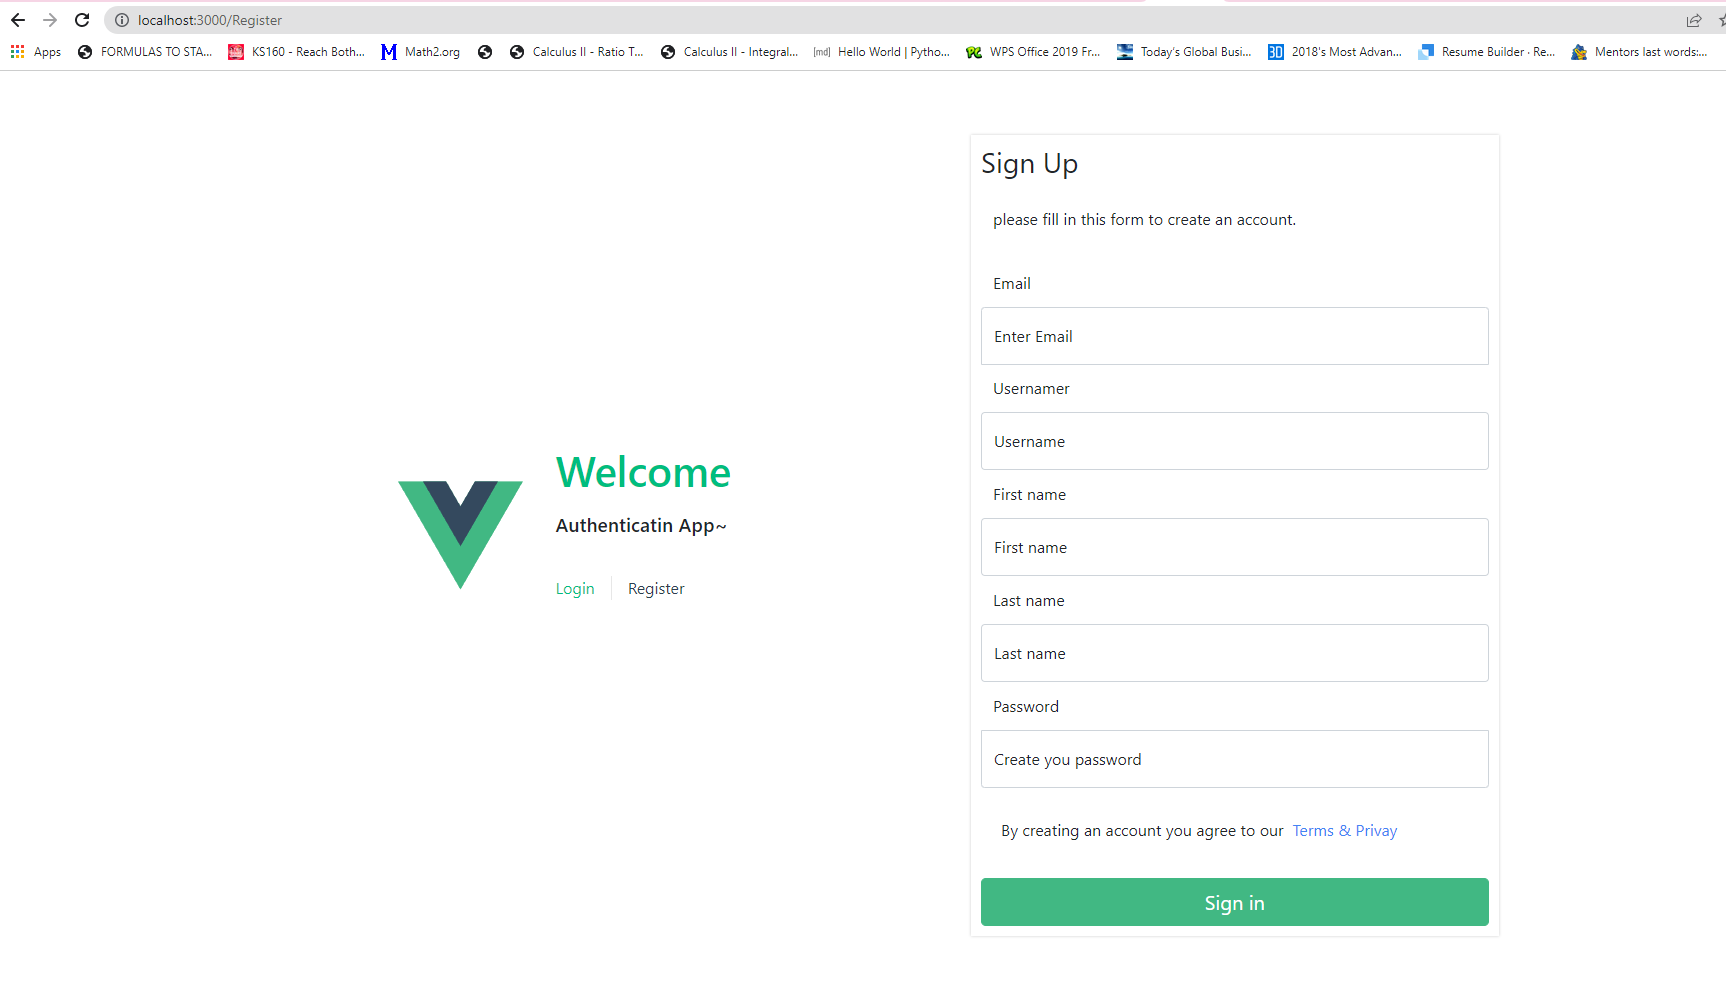 localhost:3000/Register
Apps
FORMULAS TO STA...
KS160 - Reach Both...
Math2.org
Calculus II - Ratio T...
Calculus II - Integral...
[md] Hello World | Pytho...
WPS Office 2019 Fr...
Today's Global Busi...
30 2018's Most Advan...
Resume Builder · Re...
Mentors last words:...
Welcome
Authenticatin App~
Login
Register
Sign Up
please fill in this form to create an account.
Email
Enter Email
Usernamer
Username
First name
First name
Last name
Last name
Password
Create you password
By creating an account you agree to our Terms & Privay
Sign in